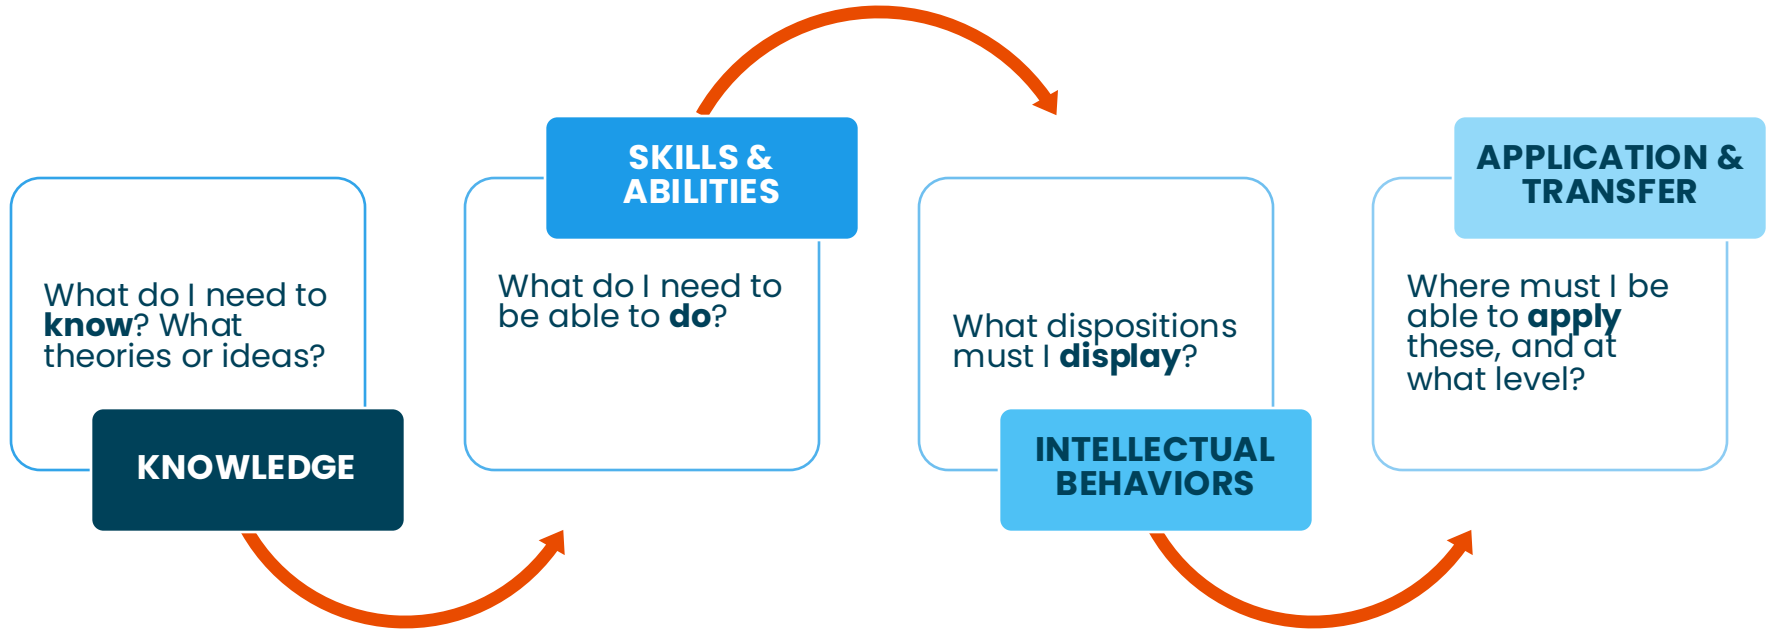 What do I need to
know? What
theories or ideas?
KNOWLEDGE
SKILLS &
ABILITIES
What do I need to
be able to do?
What dispositions
must I display?
INTELLECTUAL
BEHAVIORS
APPLICATION &
TRANSFER
Where must I be
able to apply
these, and at
what level?